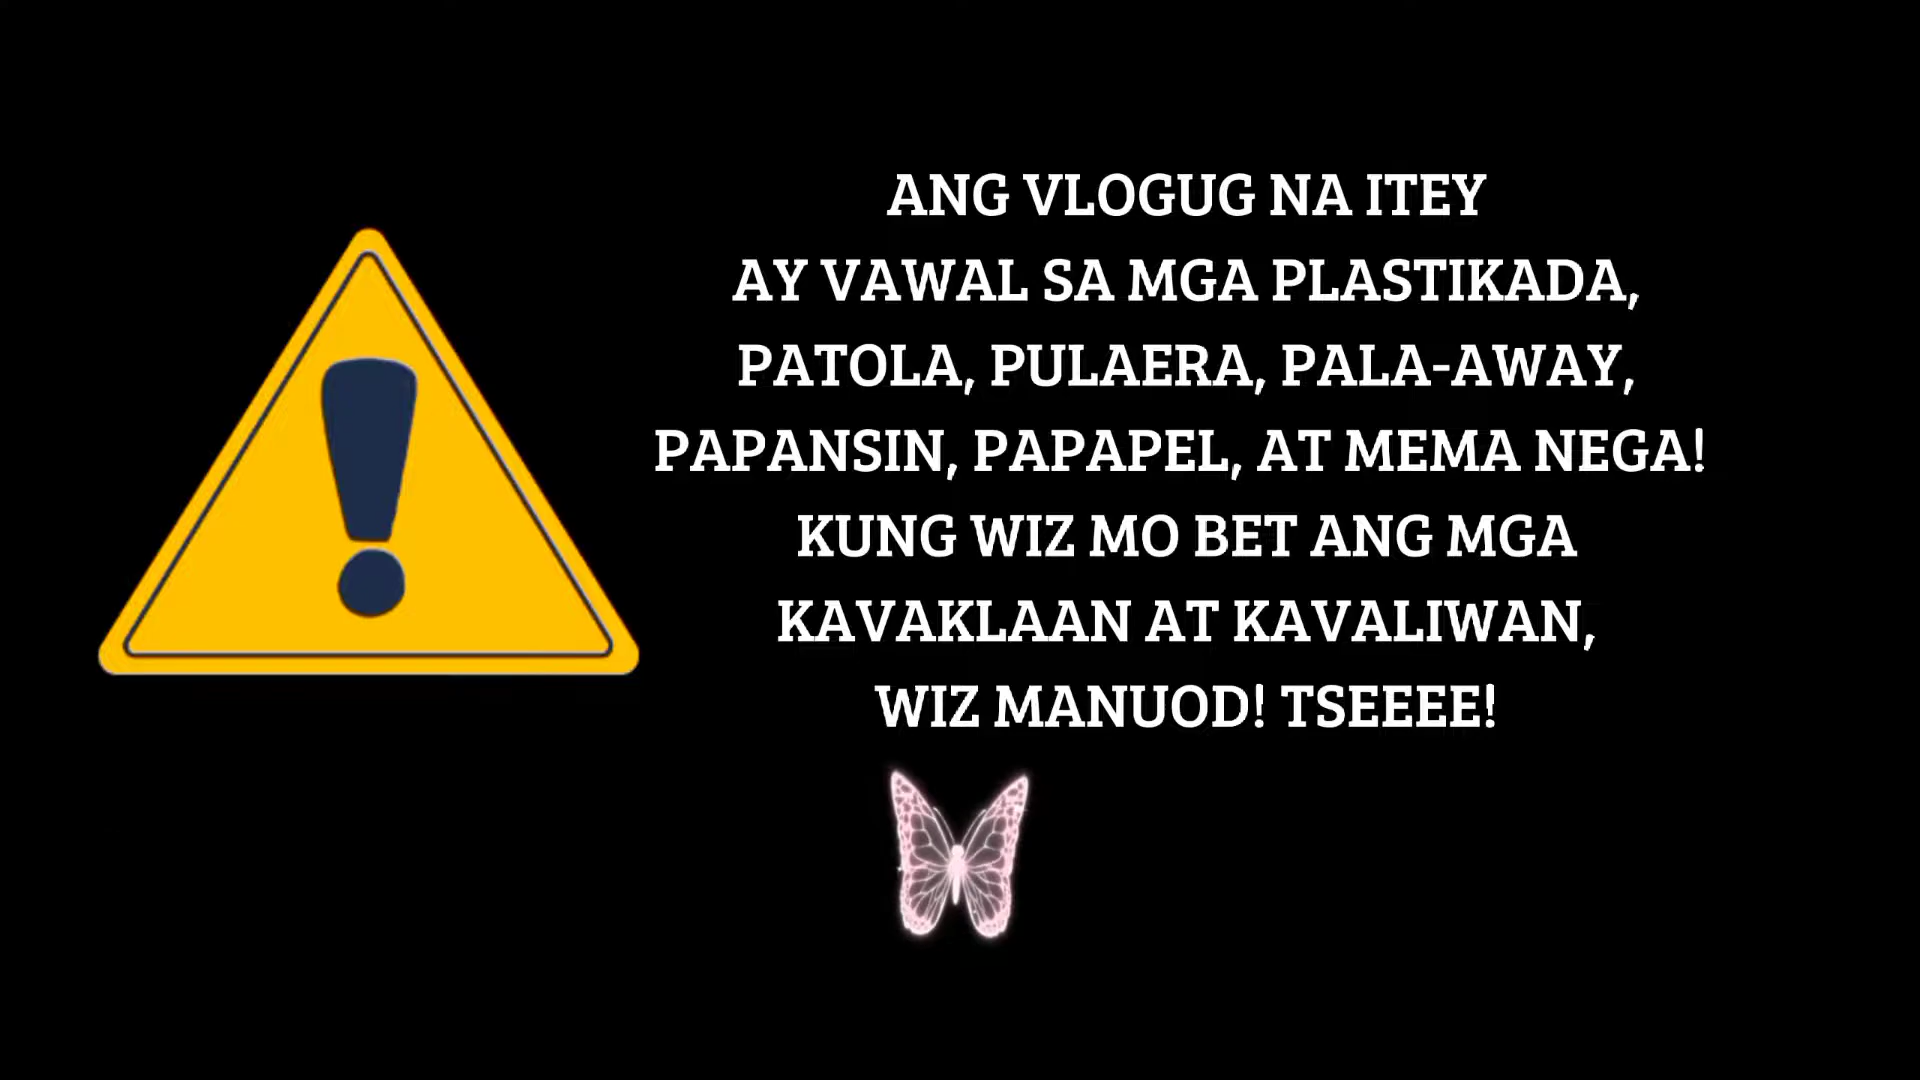 ANG VLOGUG NA ITEY
AY VAWAL SA MGA PLASTIKADA,
PATOLA, PULAERA, PALA-AWAY,
PAPANSIN, PAPAPEL, AT MEMA NEGA!
KUNG WIZ MO BET ANG MGA
KAVAKLAAN AT KAVALIWAN,
WIZ MANUOD! TSEEEE!